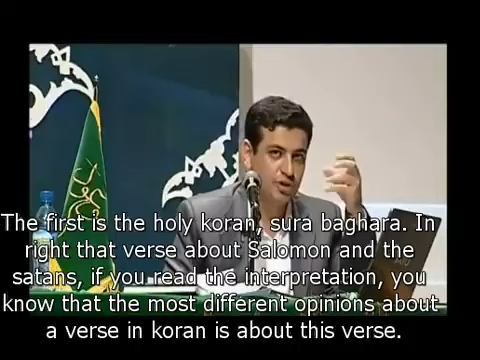 The first is the holy koran, sura baghara. In
right that verse about Salomon and the
satans, if you read the interpretation, you
know that the most different opinions about
a verse in koran is about this verse.